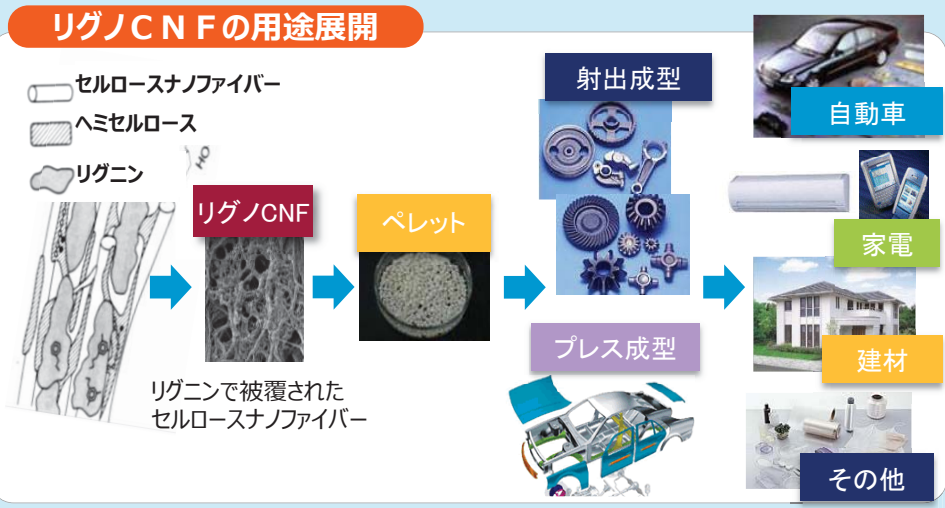 リグノCNFの用途展開
セルロースナノファイバー
ヘミセルロース
リグニン
HO
リグノCNF
リグニンで被覆された
セルロースナノファイバー
ペレット
射出成型
プレス成型
自動車
家電
建材
その他